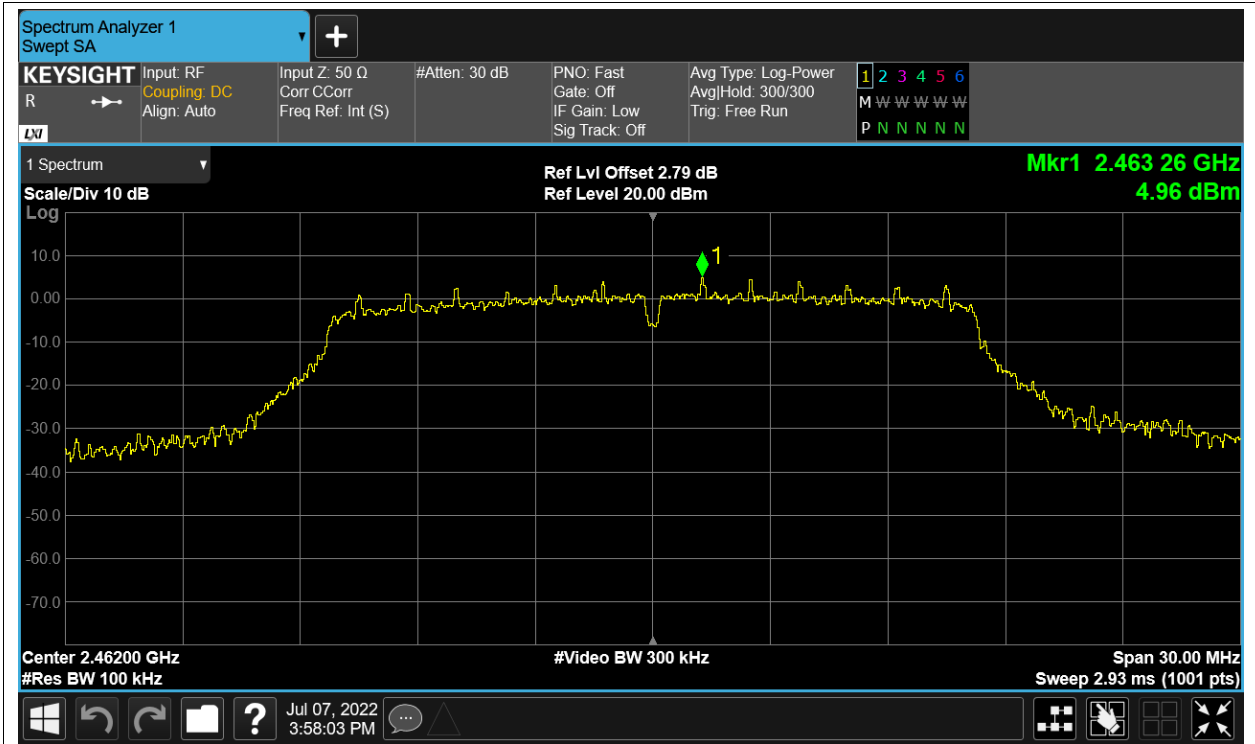 Spectrum Analyzer 1
Swept SA
KEYSIGHT
R
LXI
Input: RF
Coupling: DC
Align: Auto
Input Z: 50 Ω
Corr CCorr
Freq Ref: Int (S)
#Atten: 30 dB
PNO: Fast
Gate: Off
IF Gain: Low
Sig Track: Off
Avg Type: Log-Power
Avg|Hold: 300/300
Trig: Free Run
1 2 3 4 5 6
M W W W W W
P N N N N N
1 Spectrum
Scale/Div 10 dB
Log
Ref Lvl Offset 2.79 dB
Ref Level 20.00 dBm
Mkr1 2.463 26 GHz
4.96 dBm
1
10.0
0.00
-10.0
-20.0
-30.0
-40.0
-50.0
-60.0
-70.0
Center 2.46200 GHz
#Res BW 100 kHz
#Video BW 300 kHz
Span 30.00 MHz
Sweep 2.93 ms (1001 pts)
?
Jul 07, 2022
3:58:03 PM